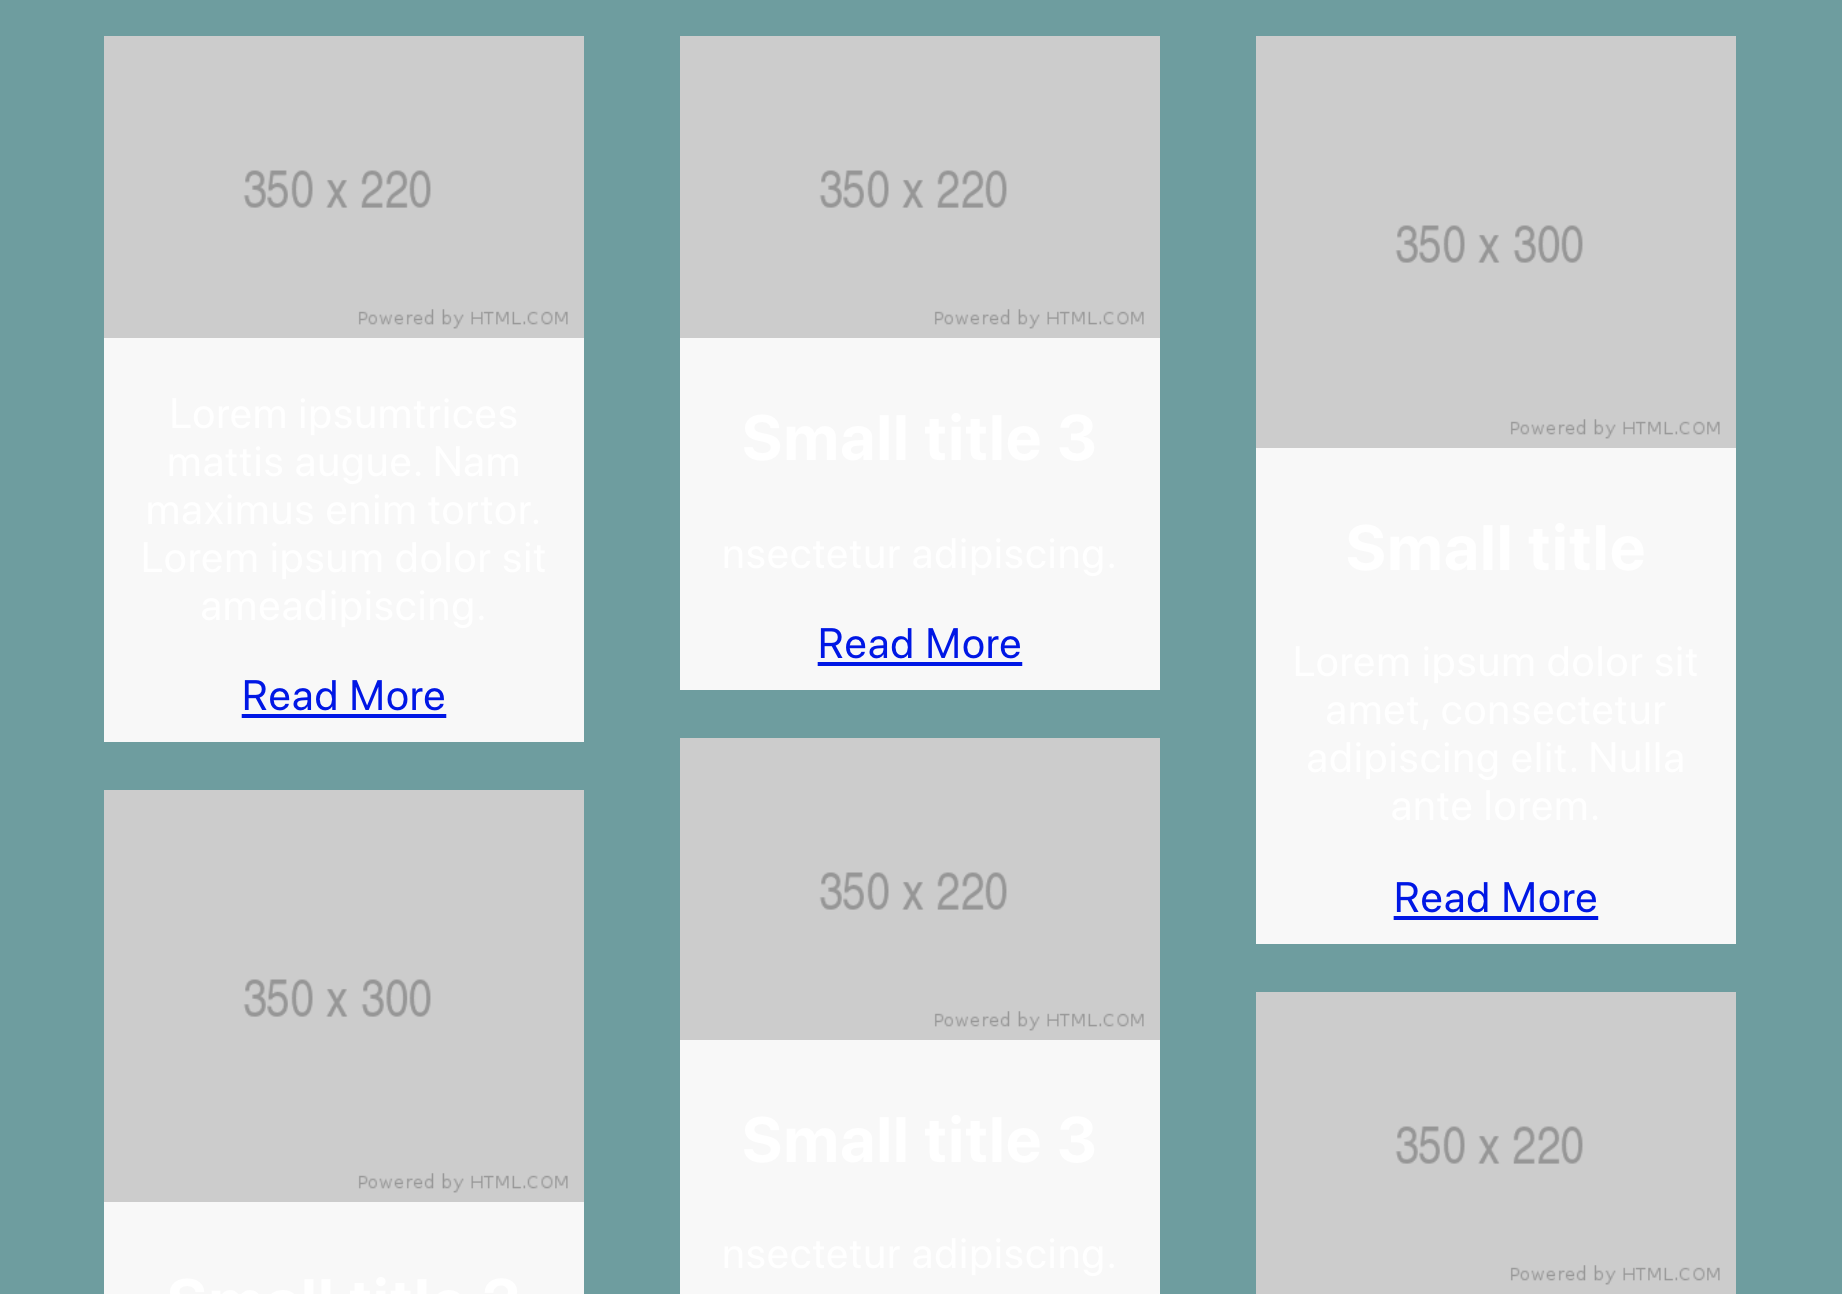 350 x 220
Powered by HTML.COM
Lorem ipsumtrices
mattis augue. Nam
maximus enim tortor.
Lorem ipsum dolor sit
ameadipiscing.
Read More
350 x 300
Powered by HTML.COM
Small title 3
350 x 220
Powered by HTML.COM
Small title 3
nsectetur adipiscing.
Read More
350 x 220
Powered by HTML.COM
Small title 3
nsectetur adipiscing.
350 x 300
Powered by HTML.COM
Small title
Lorem ipsum dolor sit
amet, consectetur
adipiscing elit. Nulla
ante lorem.
Read More
350 x 220
Powered by HTML.COM